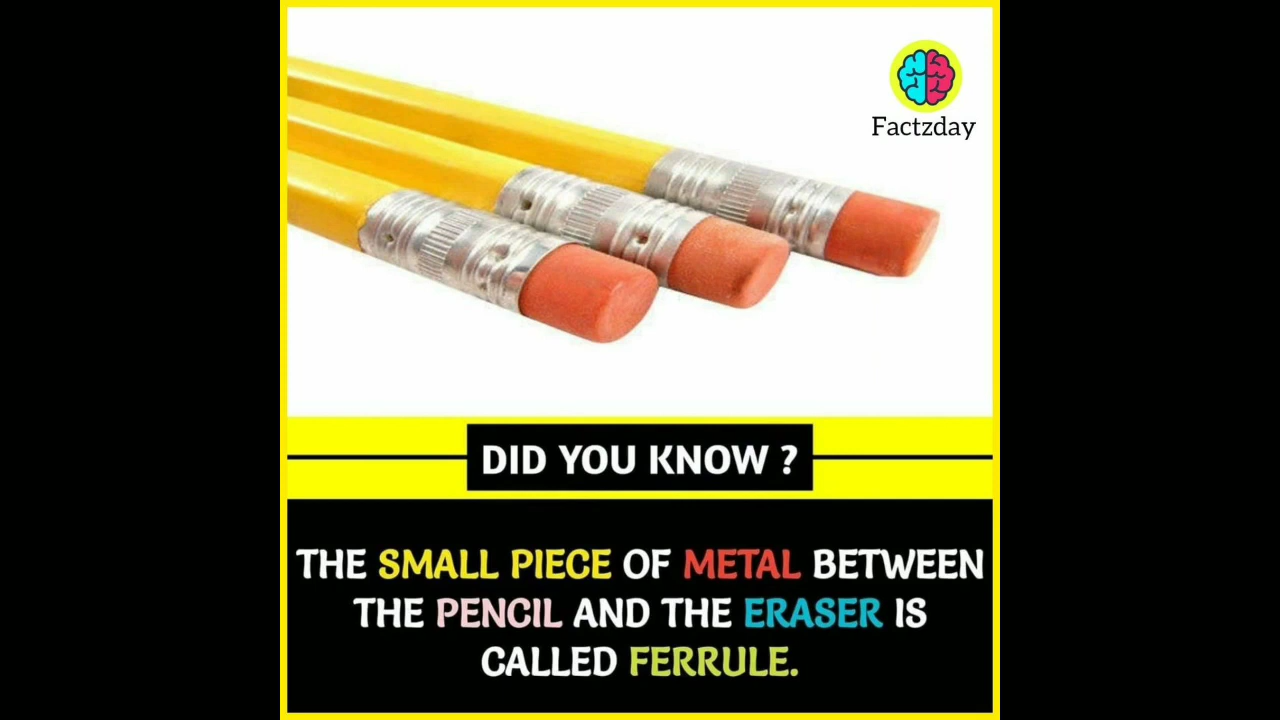 Factzday
DID YOU KNOW ?
THE SMALL PIECE OF METAL BETWEEN
THE PENCIL AND THE ERASER IS
CALLED FERRULE.